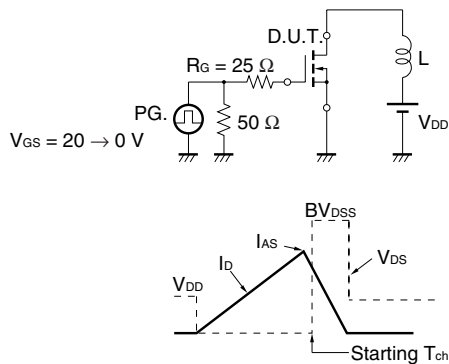 D.U.T.
RG = 25 Ω
L
PG.
50 Ω
VDD
VGS = 20 → 0 V
BVDSS
IAS
VDS
ID
VDD
Starting Tch